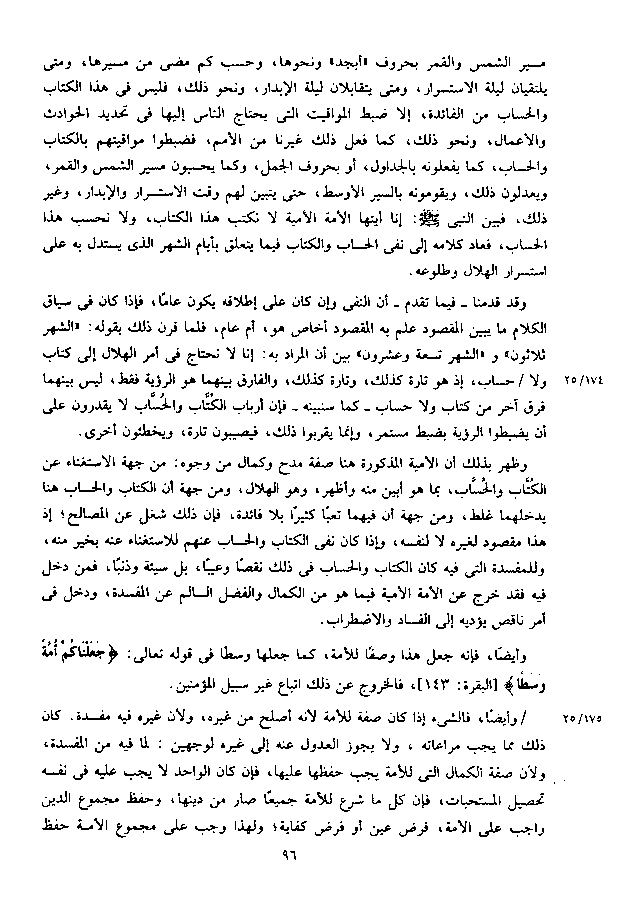 مسير الشمس والقمر بحروف «أبجد» ونحوها، وحسب كم مضى من مسيرها، ومتى
يلتقيان ليلة الاستسرار، ومتى يتقابلان ليلة الإبدار، ونحو ذلك، فليس فى هذا الكتاب
والحساب من الفائدة، إلا ضبط المواقيت التى يحتاج الناس إليها فى تحديد الحوادث
والأعمال، ونحو ذلك، كما فعل ذلك غيرنا من الأمم، فضبطوا مواقيتهم بالكتاب
والحساب، كما يفعلونه بالجداول، أو بحروف الجمل، وكما يحسبون مسير الشمس والقمر،
ويعدلون ذلك، ويقومونه بالسير الأوسط، حتى يتبين لهم وقت الاستسرار والإبدار، وغير
ذلك، فبين النبى ﷺ: إنا أيتها الأمة الأمية لا نكتب هذا الكتاب، ولا نحسب هذا
الحساب، فعاد كلامه إلى نفى الحساب والكتاب فيما يتعلق بأيام الشهر الذى يستدل به على
استسرار الهلال وطلوعه.
وقد قدمنا ـ فيما تقدم ـ أن النفى وإن كان على إطلاقه يكون عامًا، فإذا كان فى سياق
الكلام ما يبين المقصود علم به المقصود أخاص هو، أم عام، فلما قرن ذلك بقوله: «الشهر
ثلاثون» و «الشهر تسعة وعشرون» بين أن المراد به: إنا لا نحتاج فى أمر الهلال إلى كتاب
٢٥/١٧٤ ولا / حساب، إذ هو تارة كذلك، وتارة كذلك، والفارق بينهما هو الرؤية فقط، ليس بينهما
فرق آخر من كتاب ولا حساب ـ كما سنبينه ـ فإن أرباب الكُتَّاب والحُسَّاب لا يقدرون على
أن يضبطوا الرؤية بضبط مستمر، وإنما يقربوا ذلك، فيصيبون تارة، ويخطئون أخرى.
وظهر بذلك أن الأمية المذكورة هنا صفة مدح وكمال من وجوه: من جهة الاستغناء عن
الكُتَّاب والحُسَّاب، بما هو أبين منه وأظهر، وهو الهلال، ومن جهة أن الكتاب والحساب هنا
يدخلهما غلط، ومن جهة أن فيهما تعبًا كثيرًا بلا فائدة، فإن ذلك شغل عن المصالح؛ إذ
هذا مقصود لغيره لا لنفسه، وإذا كان نفى الكتاب والحساب عنهم للاستغناء عنه بخير منه،
وللمفسدة التى فيه كان الكتاب والحساب فى ذلك نقصًا وعيبًا، بل سيئة وذنبًا، فمن دخل
فيه فقد خرج عن الأمة الأمية فيما هو من الكمال والفضل السالم عن المفسدة، ودخل فى
أمر ناقص يؤديه إلى الفساد والاضطراب.
وأيضًا، فإنه جعل هذا وصفًا للأمة، كما جعلها وسطًا فى قوله تعالى: ﴿جَعَلْنَاكُمْ أُمَّةً
وَسَطًا﴾ [البقرة: ١٤٣]، فالخروج عن ذلك اتباع غير سبيل المؤمنين.
٢٥/١٧٥ / وأيضًا، فالشىء إذا كان صفة للأمة لأنه أصلح من غيره، ولأن غيره فيه مفسدة. كان
ذلك مما يجب مراعاته ، ولا يجوز العدول عنه إلى غيره لوجهين : لما فيه من المفسدة،
ولأن صفة الكمال التى للأمة يجب حفظها عليها، فإن كان الواحد لا يجب عليه فى نفسه
تحصيل المستحبات، فإن كل ما شرع للأمة جميعًا صار من دينها، وحفظ مجموع الدين
واجب على الأمة، فرض عين أو فرض كفاية؛ ولهذا وجب على مجموع الأمة حفظ
٩٦